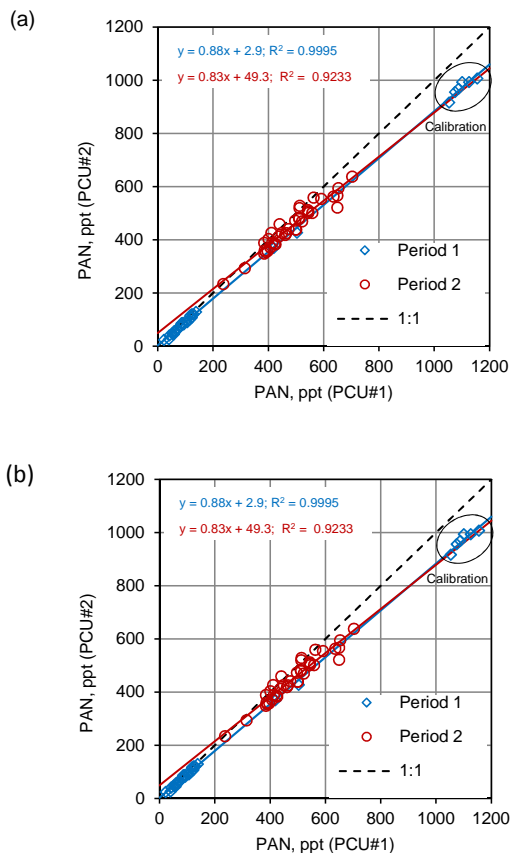 (a)
1200
1000
800
600
400
200
0
PAN, ppt (PCU#2)
y = 0.88x + 2.9; R² = 0.9995
y = 0.83x + 49.3; R² = 0.9233
Calibration
Period 1
Period 2
1:1
0 200 400 600 800 1000 1200
PAN, ppt (PCU#1)
(b)
1200
1000
800
600
400
200
0
PAN, ppt (PCU#2)
y = 0.88x + 2.9; R² = 0.9995
y = 0.83x + 49.3; R² = 0.9233
Calibration
Period 1
Period 2
1:1
0 200 400 600 800 1000 1200
PAN, ppt (PCU#1)